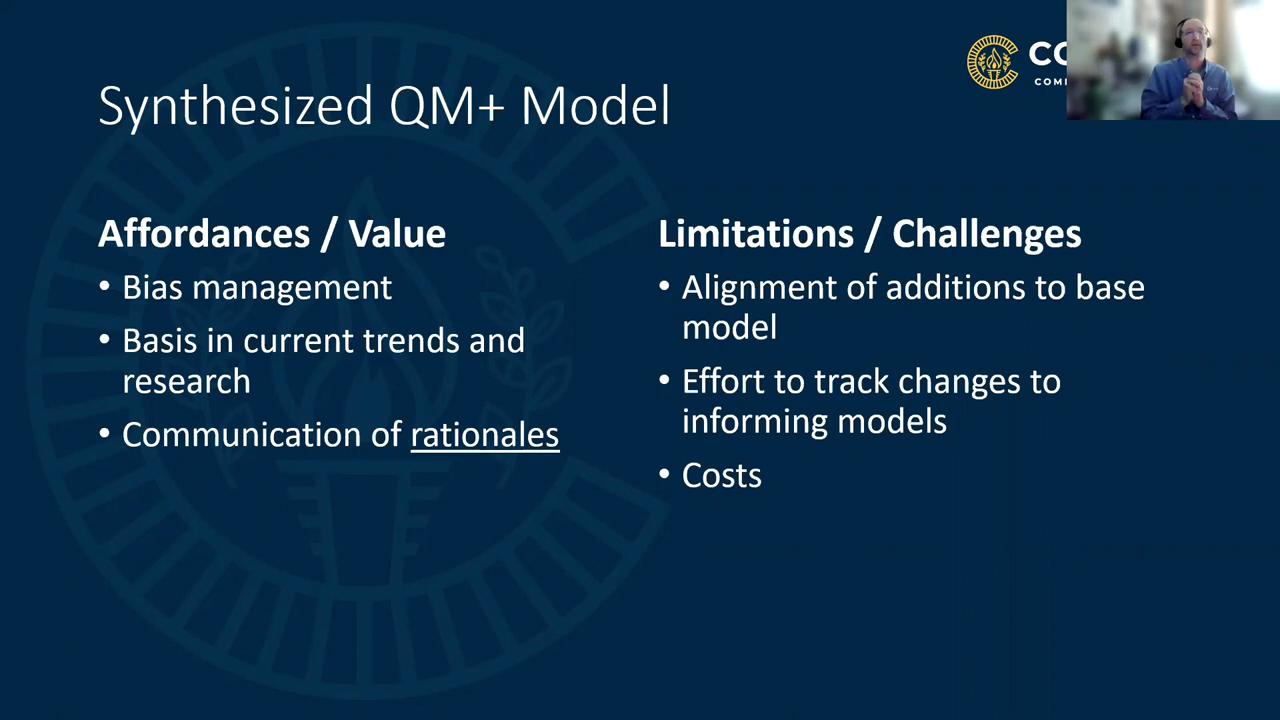 Synthesized QM+ Model
Affordances / Value
• Bias management
• Basis in current trends and
research
• Communication of rationales
Limitations / Challenges
• Alignment of additions to base
model
• Effort to track changes to
informing models
• Costs